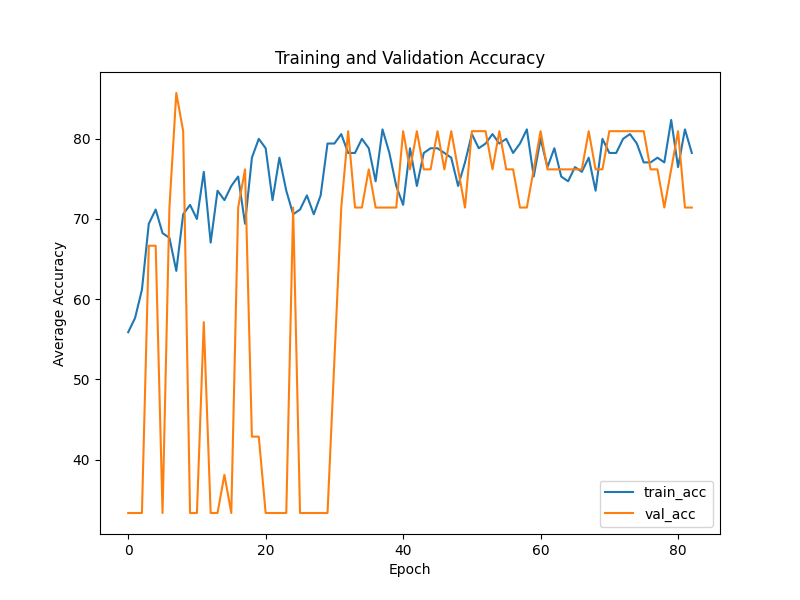 Training and Validation Accuracy
Average Accuracy
80
70
60
50
40
0 20 40 60 80
Epoch
train_acc
val_acc